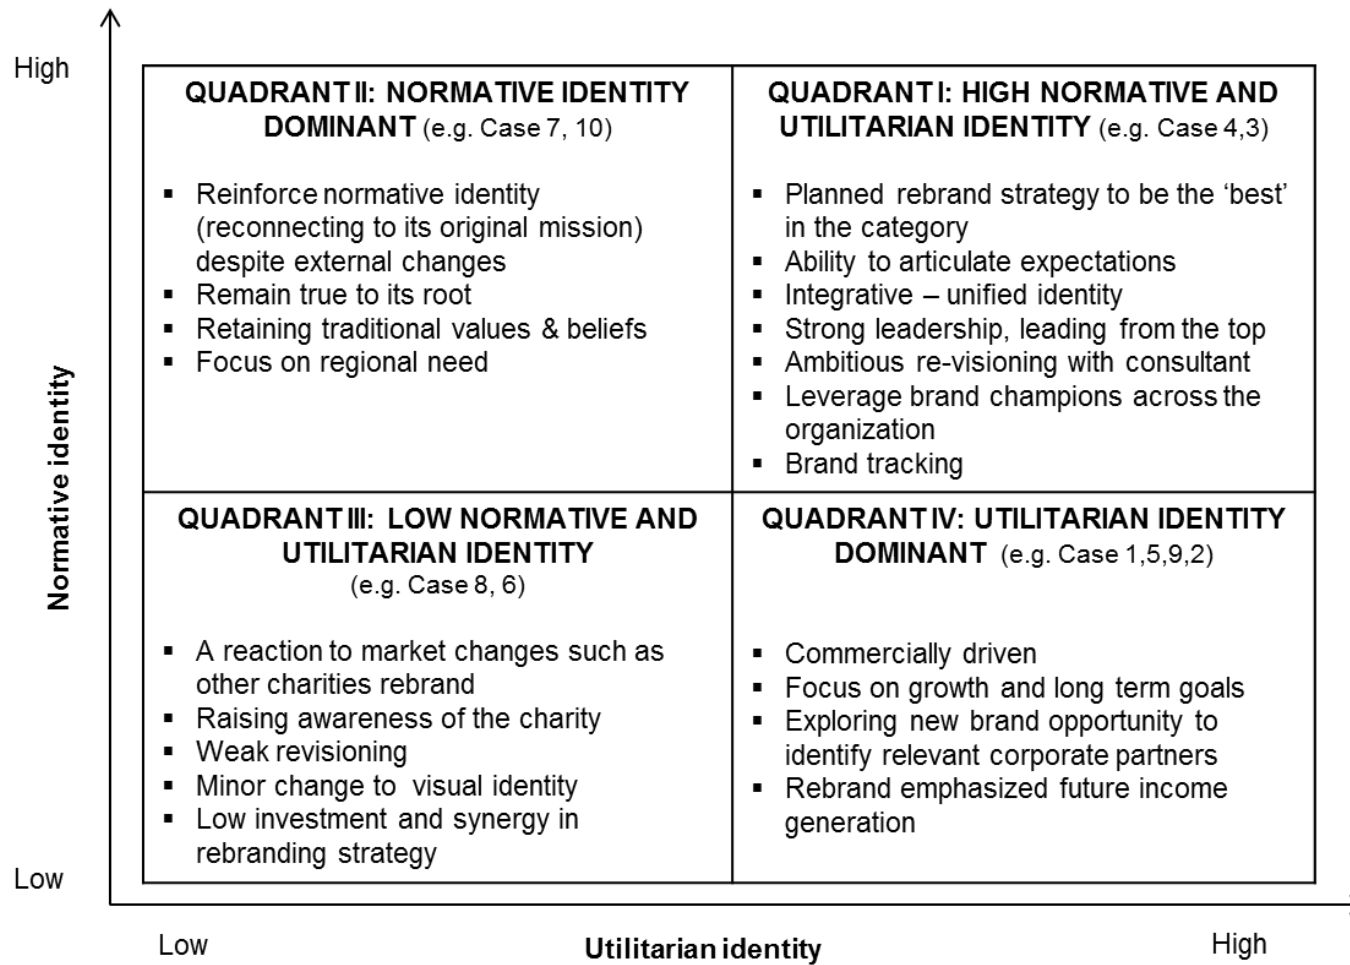 High
QUADRANT II: NORMATIVE IDENTITY
DOMINANT (e.g. Case 7, 10)
▪ Reinforce normative identity
(reconnecting to its original mission)
despite external changes
▪ Remain true to its root
▪ Retaining traditional values & beliefs
▪ Focus on regional need
QUADRANT I: HIGH NORMATIVE AND
UTILITARIAN IDENTITY (e.g. Case 4,3)
▪ Planned rebrand strategy to be the ‘best’
in the category
▪ Ability to articulate expectations
▪ Integrative – unified identity
▪ Strong leadership, leading from the top
▪ Ambitious re-visioning with consultant
▪ Leverage brand champions across the
organization
▪ Brand tracking
Normative identity
QUADRANT III: LOW NORMATIVE AND
UTILITARIAN IDENTITY
(e.g. Case 8, 6)
▪ A reaction to market changes such as
other charities rebrand
▪ Raising awareness of the charity
▪ Weak revisioning
▪ Minor change to visual identity
▪ Low investment and synergy in
rebranding strategy
QUADRANT IV: UTILITARIAN IDENTITY
DOMINANT (e.g. Case 1,5,9,2)
▪ Commercially driven
▪ Focus on growth and long term goals
▪ Exploring new brand opportunity to
identify relevant corporate partners
▪ Rebrand emphasized future income
generation
Low
Low
Utilitarian identity
High